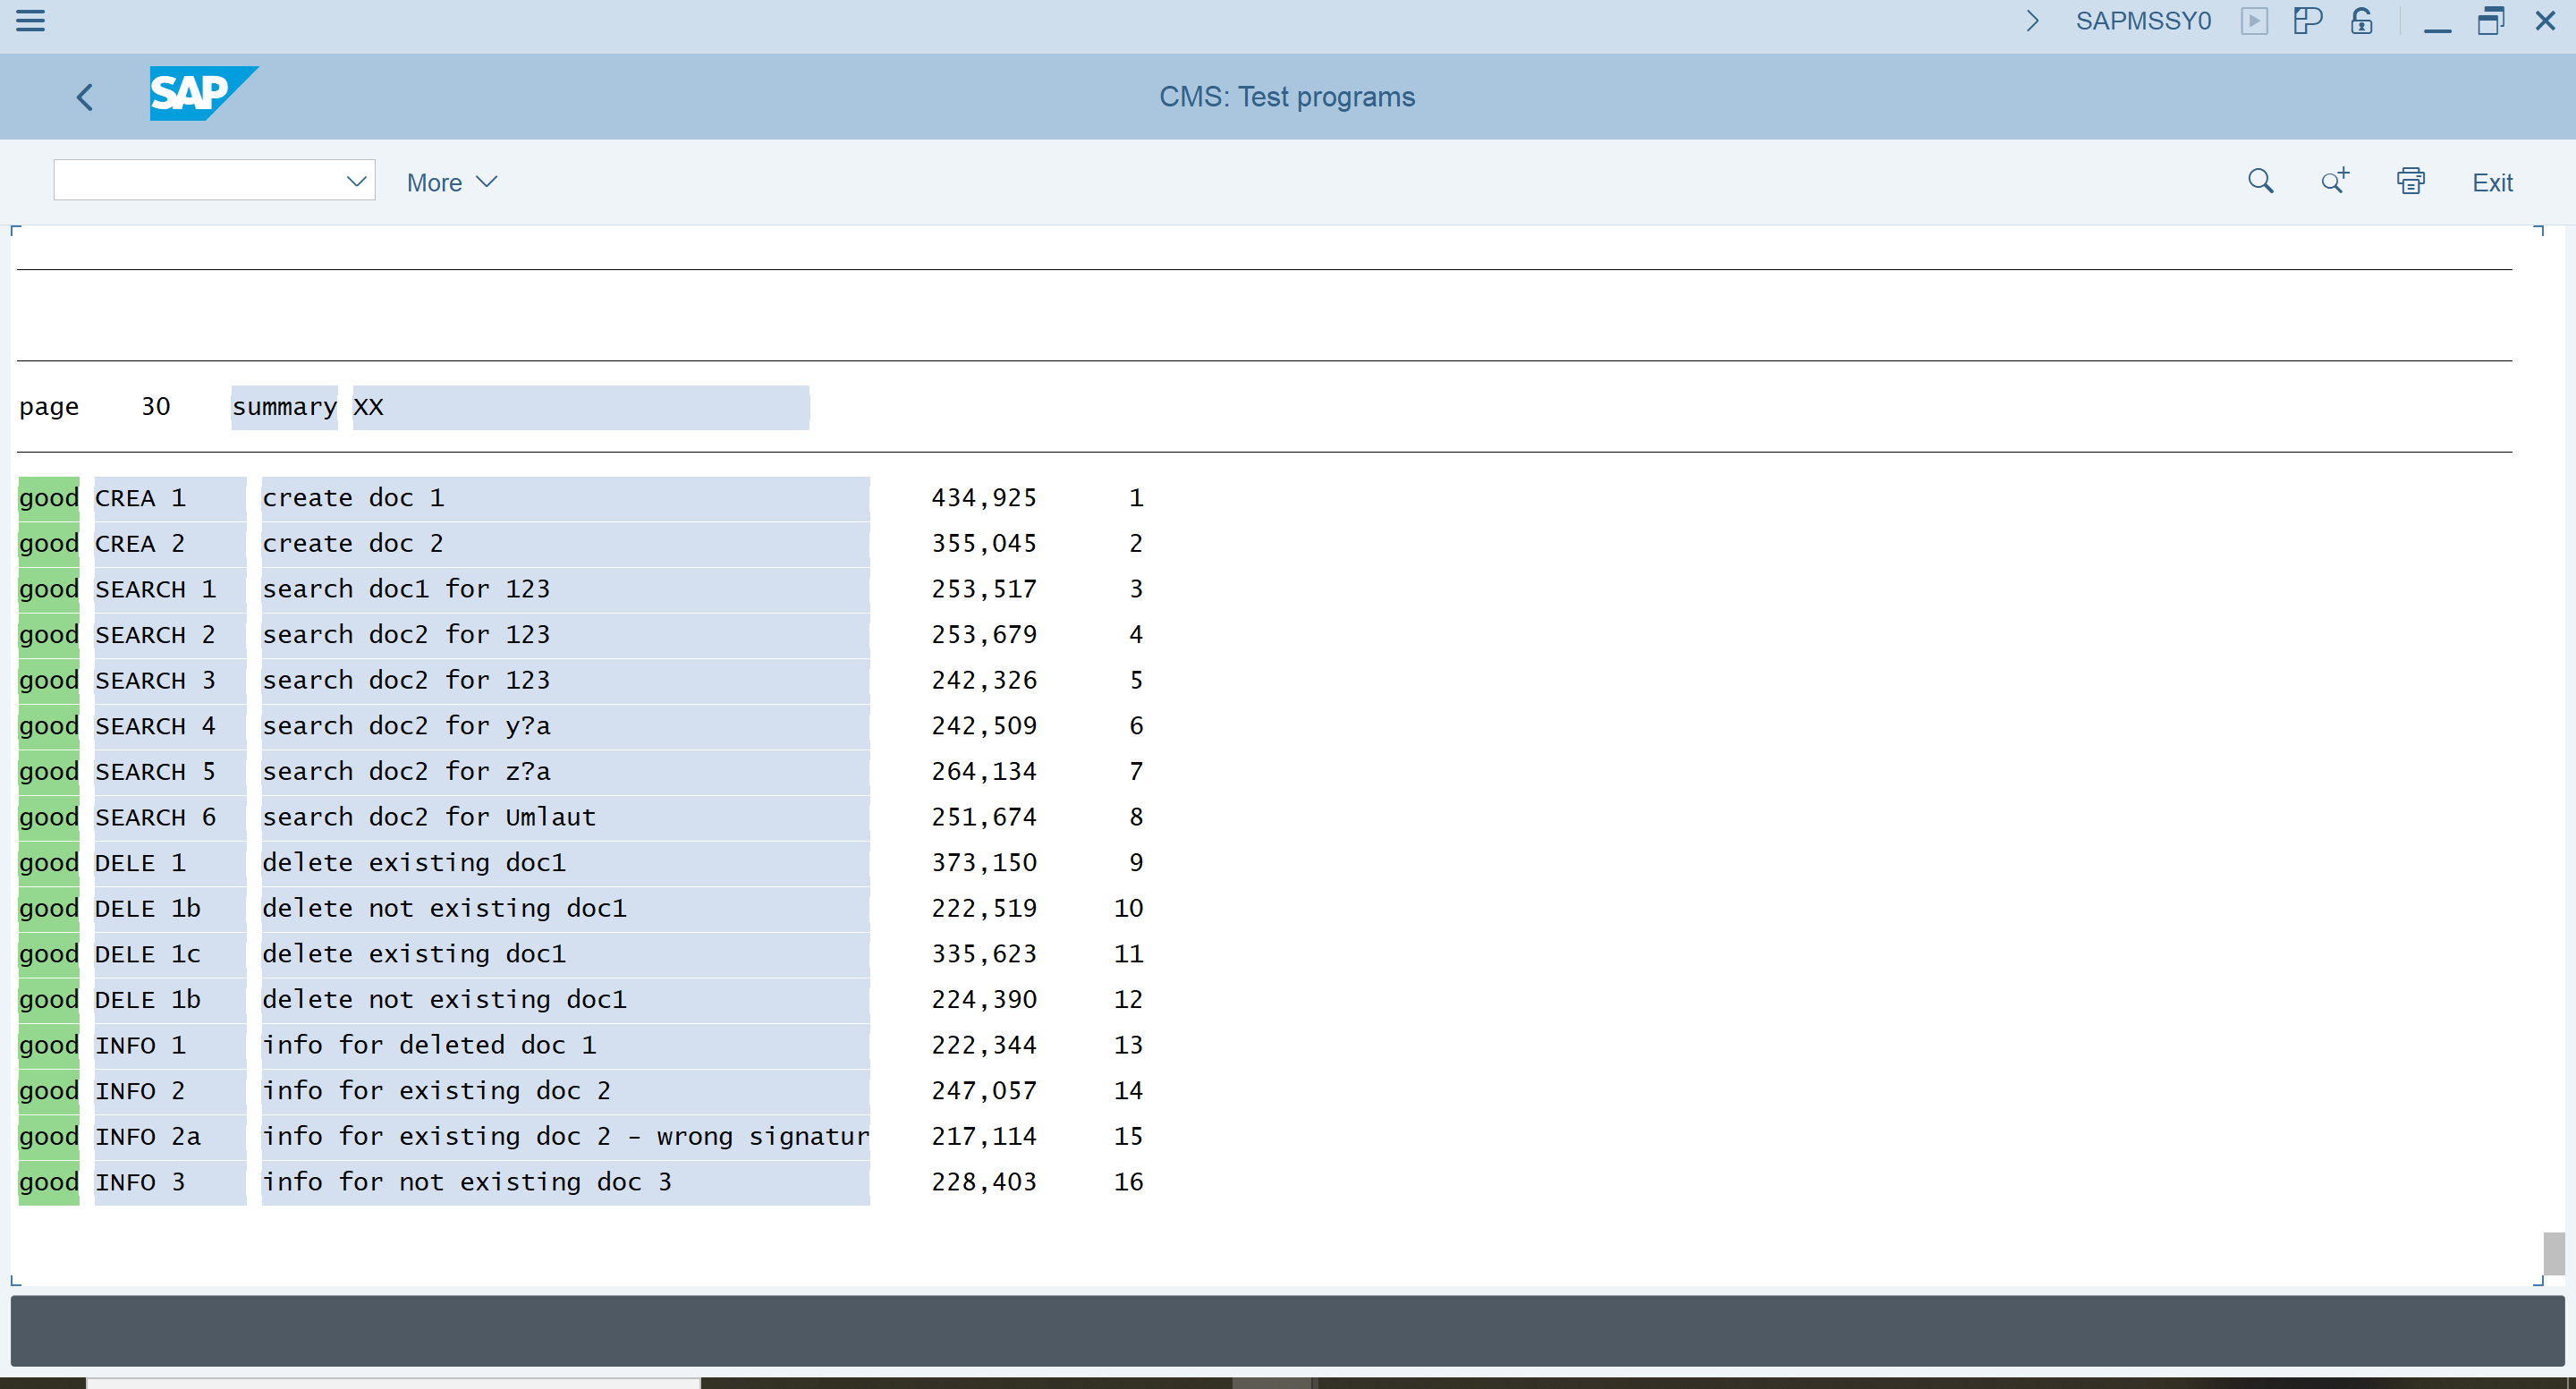 SAPMSSY0
SAP CMS: Test programs
More Exit
page 30 summary XX
good CREA 1 create doc 1 434,925 1
good CREA 2 create doc 2 355,045 2
good SEARCH 1 search doc1 for 123 253,517 3
good SEARCH 2 search doc2 for 123 253,679 4
good SEARCH 3 search doc2 for 123 242,326 5
good SEARCH 4 search doc2 for y?a 242,509 6
good SEARCH 5 search doc2 for z?a 264,134 7
good SEARCH 6 search doc2 for Umlaut 251,674 8
good DELE 1 delete existing doc1 373,150 9
good DELE 1b delete not existing doc1 222,519 10
good DELE 1c delete existing doc1 335,623 11
good DELE 1b delete not existing doc1 224,390 12
good INFO 1 info for deleted doc 1 222,344 13
good INFO 2 info for existing doc 2 247,057 14
good INFO 2a info for existing doc 2 - wrong signatur 217,114 15
good INFO 3 info for not existing doc 3 228,403 16